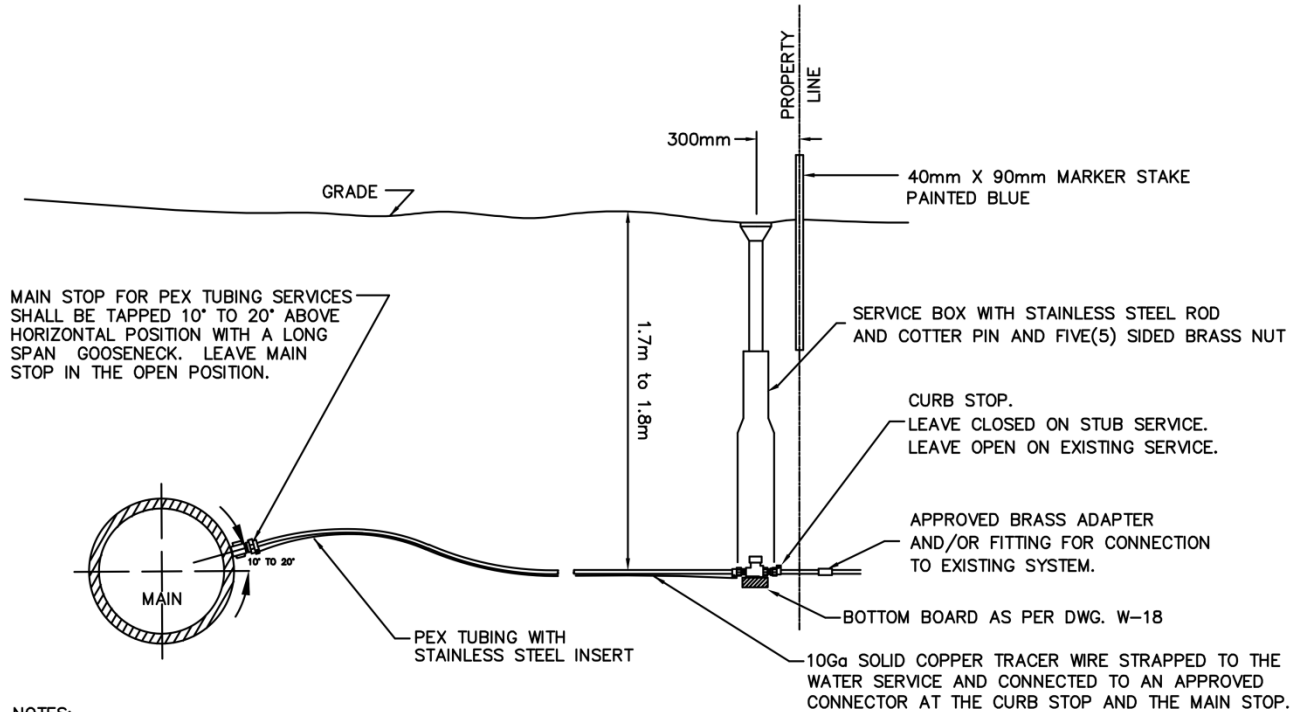 PROPERTY
LINE
300mm
40mm X 90mm MARKER STAKE
PAINTED BLUE
GRADE
MAIN STOP FOR PEX TUBING SERVICES
SHALL BE TAPPED 10° TO 20° ABOVE
HORIZONTAL POSITION WITH A LONG
SPAN GOOSENECK. LEAVE MAIN
STOP IN THE OPEN POSITION.
1.7m to 1.8m
SERVICE BOX WITH STAINLESS STEEL ROD
AND COTTER PIN AND FIVE(5) SIDED BRASS NUT
CURB STOP.
LEAVE CLOSED ON STUB SERVICE.
LEAVE OPEN ON EXISTING SERVICE.
APPROVED BRASS ADAPTER
AND/OR FITTING FOR CONNECTION
TO EXISTING SYSTEM.
10° TO 20°
MAIN
BOTTOM BOARD AS PER DWG. W-18
PEX TUBING WITH
STAINLESS STEEL INSERT
10Ga SOLID COPPER TRACER WIRE STRAPPED TO THE
WATER SERVICE AND CONNECTED TO AN APPROVED
CONNECTOR AT THE CURB STOP AND THE MAIN STOP.
NOTES: